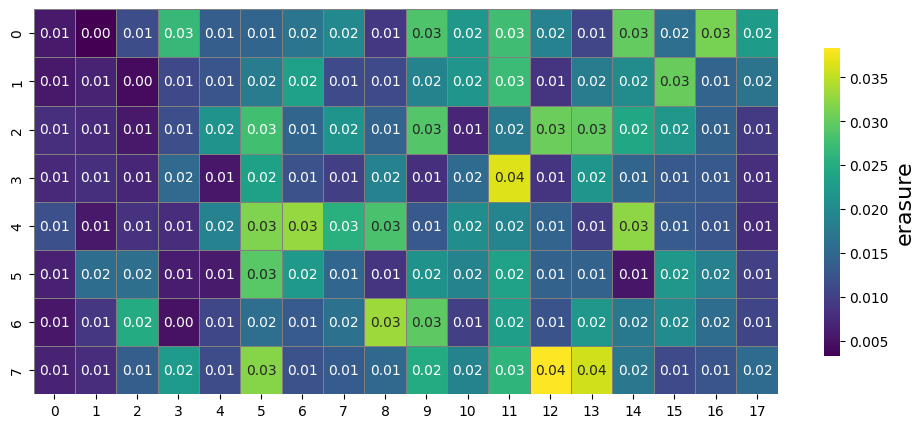 0 0.01 0.00 0.01 0.03 0.01 0.01 0.02 0.02 0.01 0.03 0.02 0.03 0.02 0.01 0.03 0.02 0.03 0.02
1 0.01 0.01 0.00 0.01 0.01 0.02 0.02 0.01 0.01 0.02 0.02 0.03 0.01 0.02 0.02 0.03 0.01 0.02
2 0.01 0.01 0.01 0.01 0.02 0.03 0.01 0.02 0.01 0.03 0.01 0.02 0.03 0.03 0.02 0.02 0.01 0.01
3 0.01 0.01 0.01 0.02 0.01 0.02 0.01 0.01 0.02 0.01 0.02 0.04 0.01 0.02 0.01 0.01 0.01 0.01
4 0.01 0.01 0.01 0.01 0.02 0.03 0.03 0.03 0.03 0.01 0.02 0.02 0.01 0.01 0.03 0.01 0.01 0.01
5 0.01 0.02 0.02 0.01 0.01 0.03 0.02 0.01 0.01 0.02 0.02 0.02 0.01 0.01 0.01 0.02 0.02 0.01
6 0.01 0.01 0.02 0.00 0.01 0.02 0.01 0.02 0.03 0.03 0.01 0.02 0.01 0.02 0.02 0.02 0.02 0.01
7 0.01 0.01 0.01 0.02 0.01 0.03 0.01 0.01 0.01 0.02 0.02 0.03 0.04 0.04 0.02 0.01 0.01 0.02
0 1 2 3 4 5 6 7 8 9 10 11 12 13 14 15 16 17
0.035
0.030
0.025
0.020
0.015
0.010
0.005
erasure